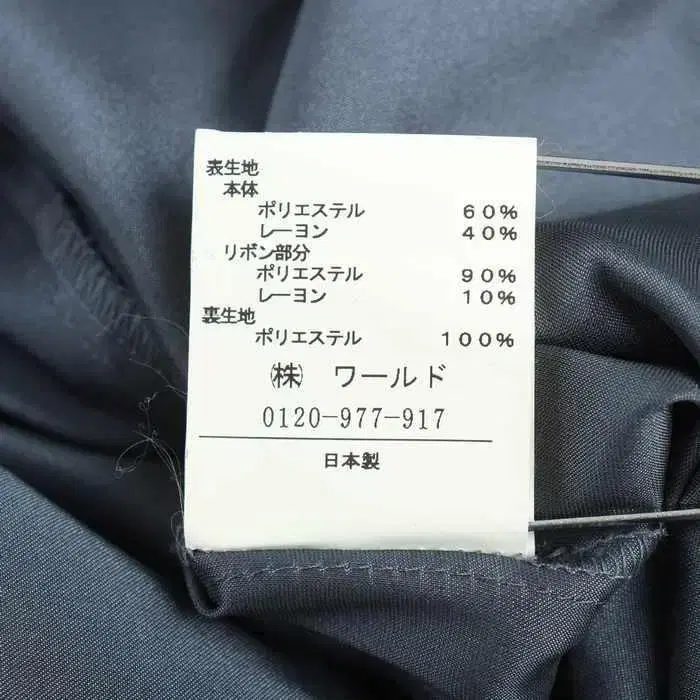 表生地
本体
ポリエステル 60%
レーヨン 40%
リボン部分
ポリエステル 90%
レーヨン 10%
裏生地
ポリエステル 100%
㈱ ワールド
0120-977-917
日本製